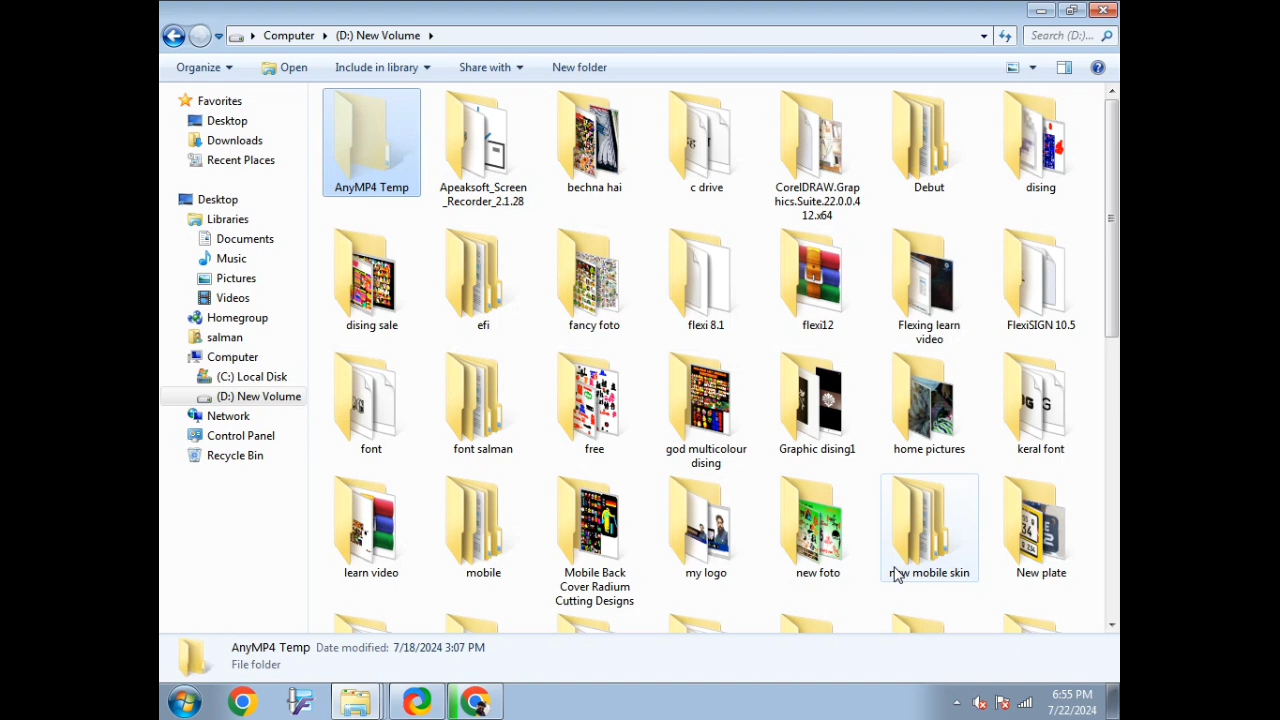 Computer
(D:) New Volume
Search (D:)...
Organize
Open
Include in library
Share with
New folder
Favorites
Desktop
Downloads
Recent Places
Desktop
Libraries
Documents
Music
Pictures
Videos
Homegroup
salman
Computer
(C:) Local Disk
(D:) New Volume
Network
Control Panel
Recycle Bin
AnyMP4 Temp
Apeaksoft_Screen
_Recorder_2.1.28
bechna hai
c drive
CorelDRAW.Grap
hics.Suite.22.0.0.4
12.x64
Debut
dising
dising sale
efi
fancy foto
flexi 8.1
flexi12
Flexing learn
video
FlexiSIGN 10.5
font
font salman
free
god multicolour
dising
Graphic dising1
home pictures
keral font
learn video
mobile
Mobile Back
Cover Radium
Cutting Designs
my logo
new foto
new mobile skin
New plate
AnyMP4 Temp
Date modified: 7/18/2024 3:07 PM
File folder
6:55 PM
7/22/2024